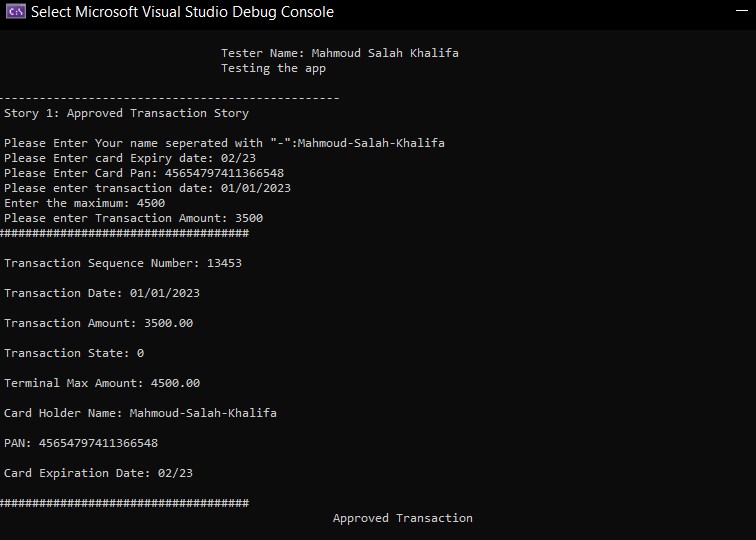 Select Microsoft Visual Studio Debug Console
Tester Name: Mahmoud Salah Khalifa
Testing the app
-------------------------------------------------
Story 1: Approved Transaction Story
Please Enter Your name seperated with "-":Mahmoud-Salah-Khalifa
Please Enter card Expiry date: 02/23
Please Enter Card Pan: 45654797411366548
Please enter transaction date: 01/01/2023
Enter the maximum: 4500
Please enter Transaction Amount: 3500
####################################
Transaction Sequence Number: 13453
Transaction Date: 01/01/2023
Transaction Amount: 3500.00
Transaction State: 0
Terminal Max Amount: 4500.00
Card Holder Name: Mahmoud-Salah-Khalifa
PAN: 45654797411366548
Card Expiration Date: 02/23
####################################
Approved Transaction